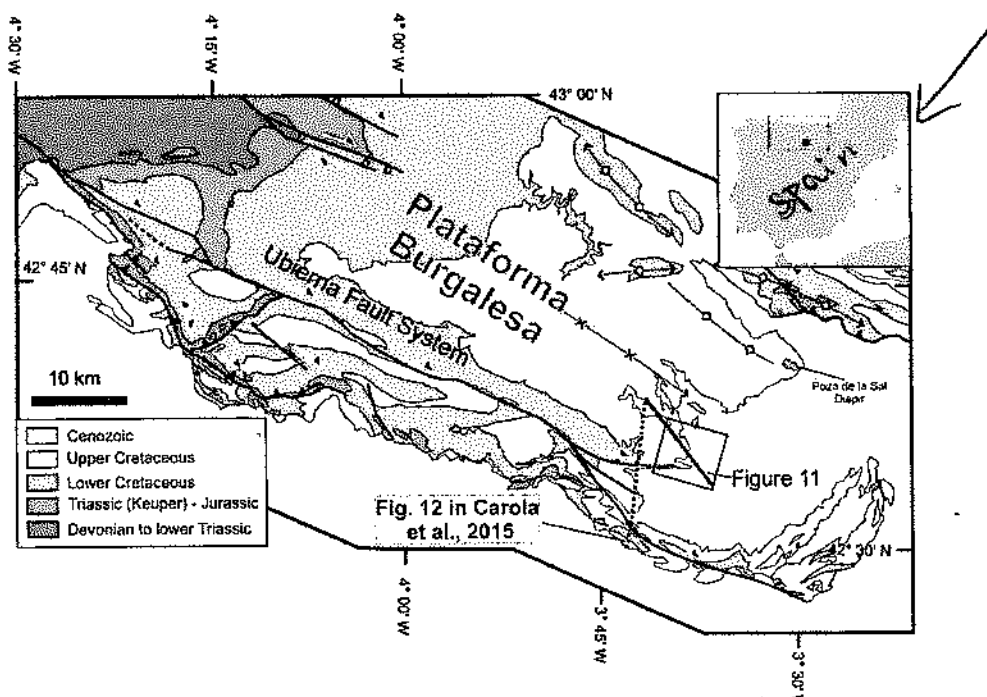 4° 30' W
4° 15' W
4° 00' W
43° 00' N
Spain
42° 45' N
Plataforma
Burgalesa
Ubierna Fault System
10 km
Poza de la Sal
Diapir
Cenozoic
Upper Cretaceous
Lower Cretaceous
Triassic (Keuper) - Jurassic
Devonian to lower Triassic
Figure 11
Fig. 12 in Carola
et al., 2015
42° 30' N
4° 00' W
3° 45' W
3° 30'